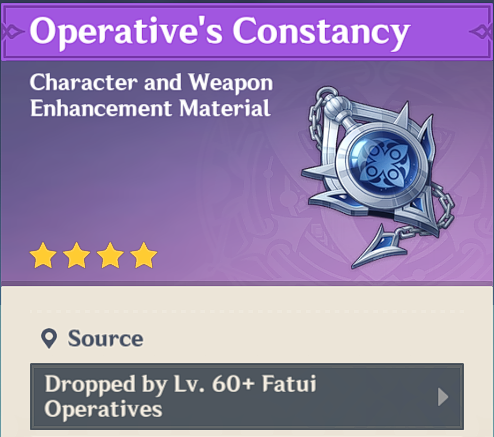 Operative's Constancy
Character and Weapon
Enhancement Material
Source
Dropped by Lv. 60+ Fatui
Operatives